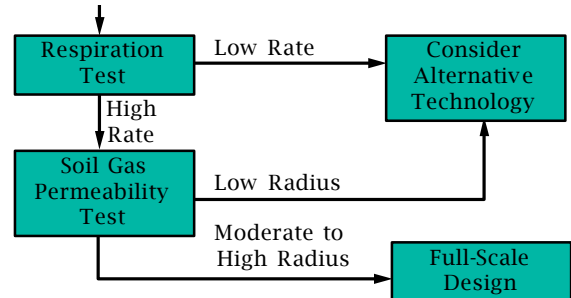 Respiration
Test
Low Rate
Consider
Alternative
Technology
High
Rate
Soil Gas
Permeability
Test
Low Radius
Moderate to
High Radius
Full-Scale
Design